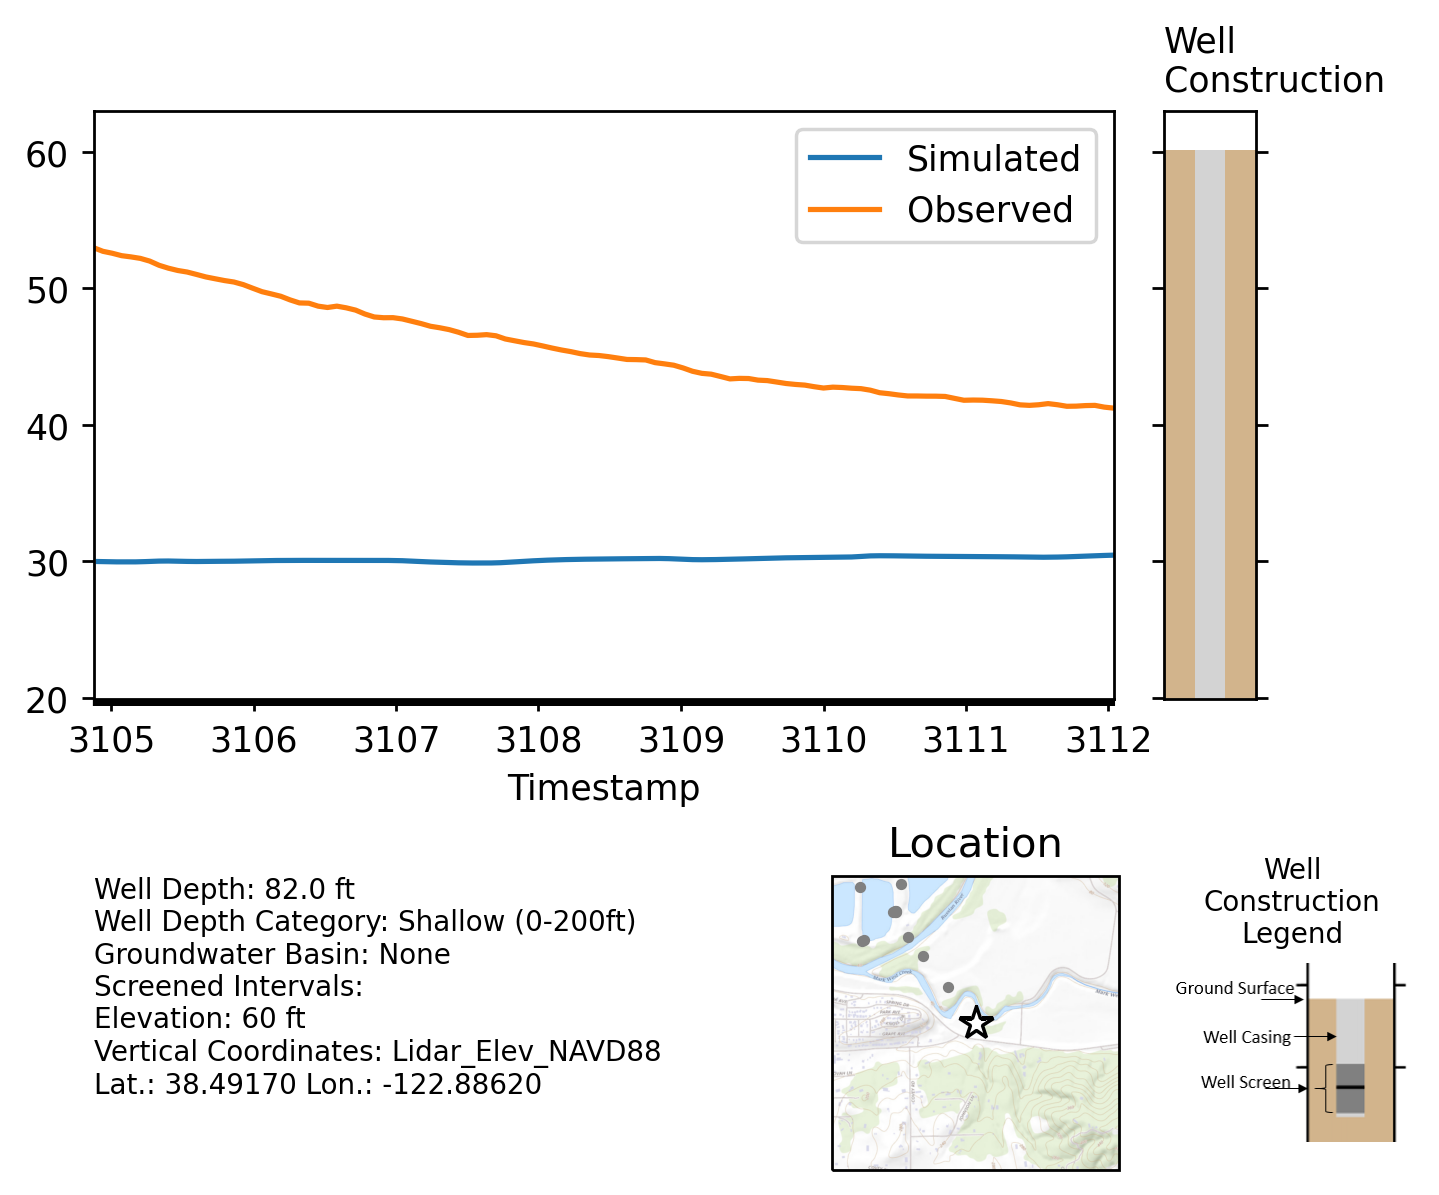 Well
Construction
60
50
40
30
20
Simulated
Observed
3105 3106 3107 3108 3109 3110 3111 3112
Timestamp
Well Depth: 82.0 ft
Well Depth Category: Shallow (0-200ft)
Groundwater Basin: None
Screened Intervals:
Elevation: 60 ft
Vertical Coordinates: Lidar_Elev_NAVD88
Lat.: 38.49170 Lon.: -122.88620
Location
Well
Construction
Legend
Ground Surface
Well Casing
Well Screen